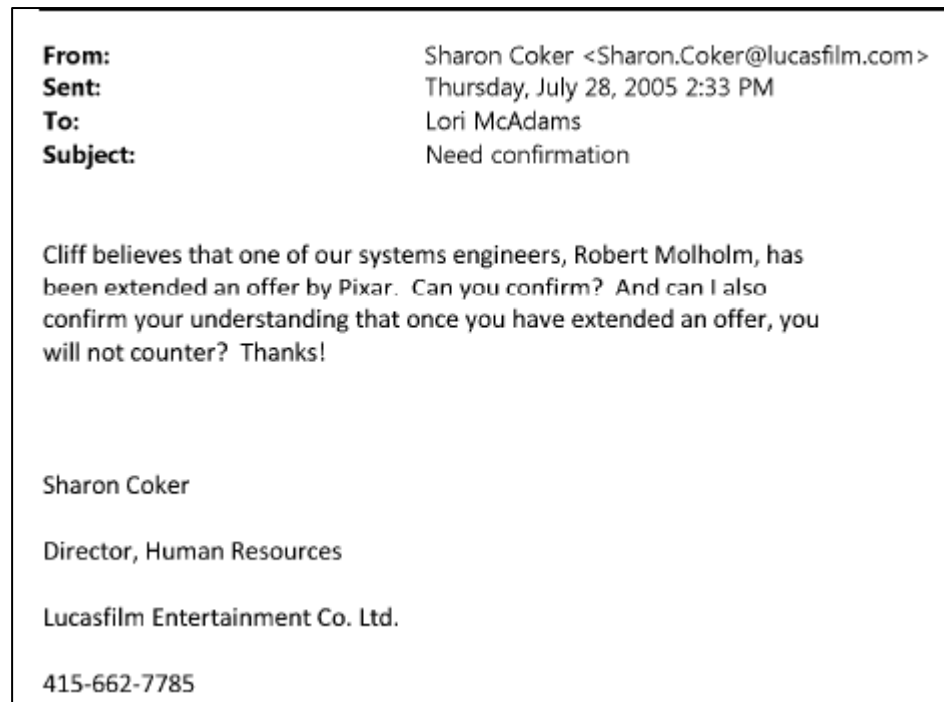 From: Sharon Coker <Sharon.Coker@lucasfilm.com>
Sent: Thursday, July 28, 2005 2:33 PM
To: Lori McAdams
Subject: Need confirmation
Cliff believes that one of our systems engineers, Robert Molholm, has
been extended an offer by Pixar.  Can you confirm?  And can I also
confirm your understanding that once you have extended an offer, you
will not counter?  Thanks!
Sharon Coker
Director, Human Resources
Lucasfilm Entertainment Co. Ltd.
415-662-7785